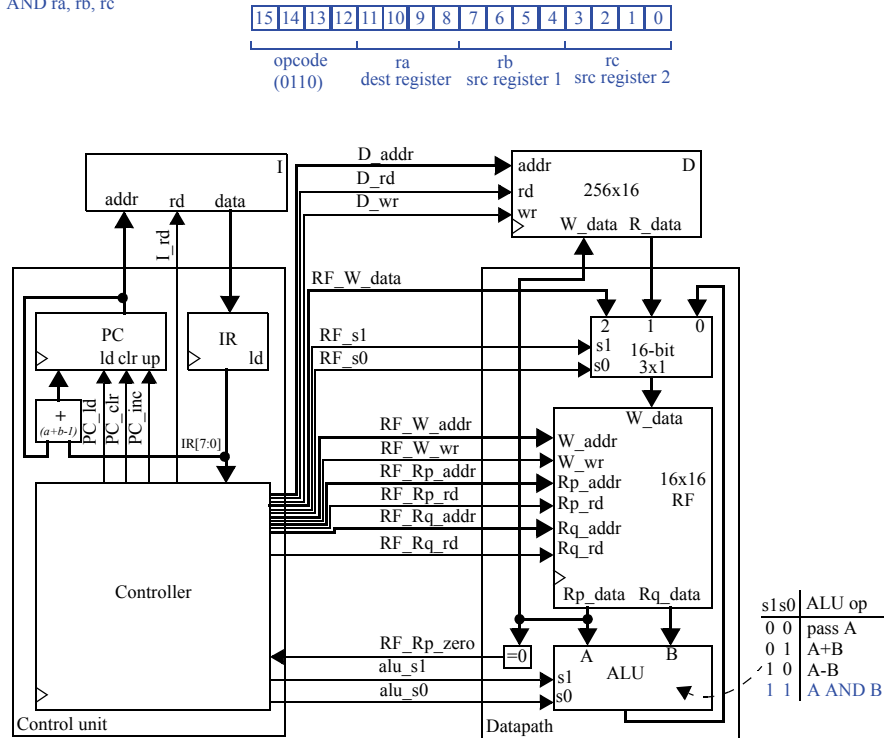 AND ra, rb, rc
15 14 13 12 11 10 9 8 7 6 5 4 3 2 1 0
opcode (0110)
ra dest register
rb src register 1
rc src register 2
I
addr rd data
I_rd
D_addr
D_rd
D_wr
D
addr
rd
wr
256x16
W_data R_data
RF_W_data
RF_s1
RF_s0
2 1 0
s1
s0
16-bit
3x1
PC
ld clr up
IR
ld
+
(a+b-1)
PC_ld
PC_clr
PC_inc
IR[7:0]
RF_W_addr
RF_W_wr
RF_Rp_addr
RF_Rp_rd
RF_Rq_addr
RF_Rq_rd
W_data
W_addr
W_wr
Rp_addr
Rp_rd
Rq_addr
Rq_rd
16x16
RF
Rp_data Rq_data
Controller
RF_Rp_zero
alu_s1
alu_s0
=0
A B
ALU
s1
s0
Control unit
Datapath
s1s0 ALU op
0 0 pass A
0 1 A+B
1 0 A-B
1 1 A AND B